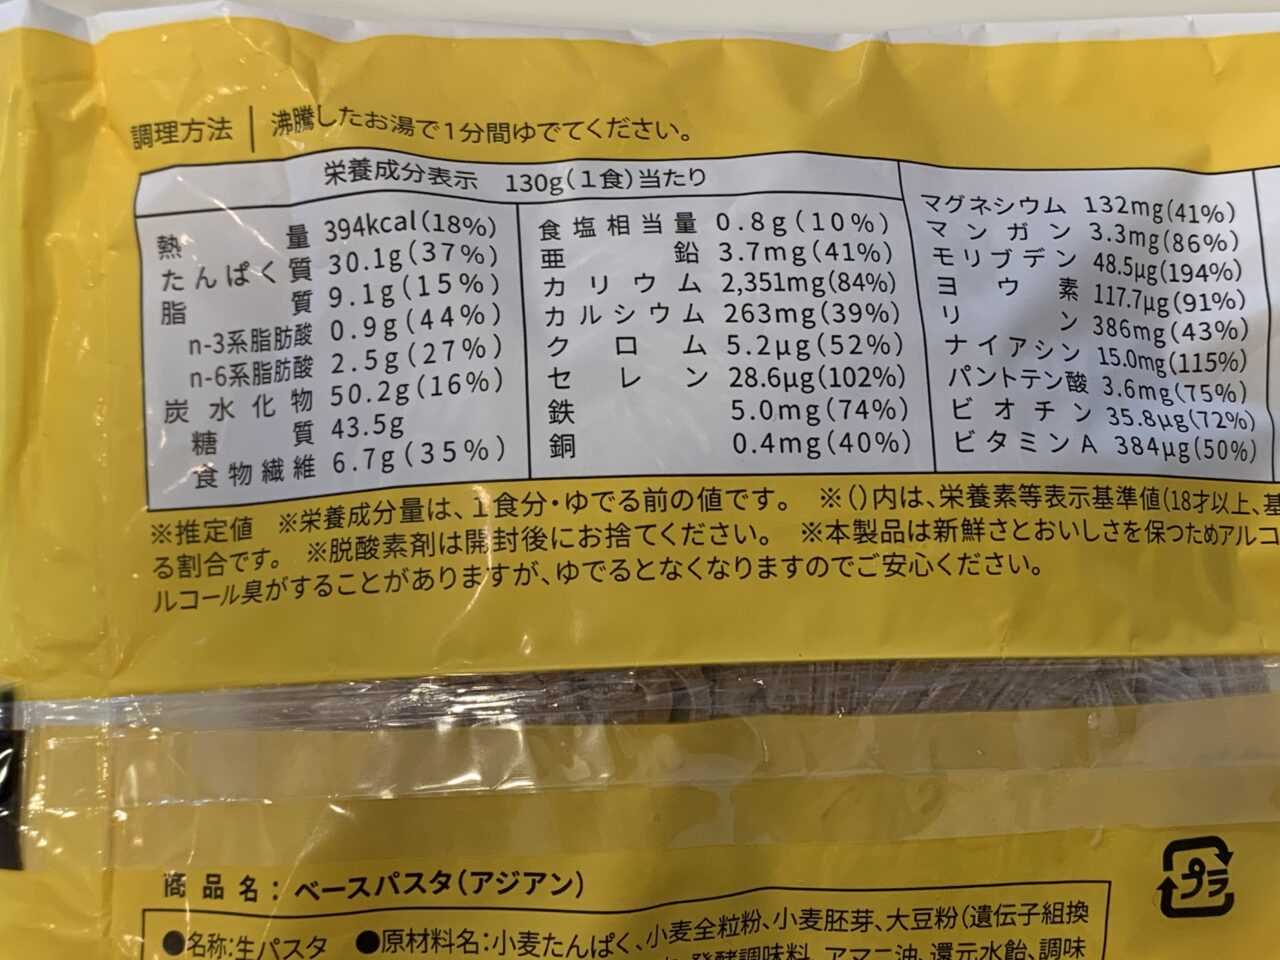 調理方法 | 沸騰したお湯で1分間ゆでてください。
栄養成分表示 130g(1食)当たり
熱量 394kcal(18%)
たんぱく質 30.1g(37%)
脂質 9.1g(15%)
n-3系脂肪酸 0.9g(44%)
n-6系脂肪酸 2.5g(27%)
炭水化物 50.2g(16%)
糖質 43.5g
食物繊維 6.7g(35%)
食塩相当量 0.8g(10%)
亜鉛 3.7mg(41%)
カリウム 2,351mg(84%)
カルシウム 263mg(39%)
クロム 5.2μg(52%)
セレン 28.6μg(102%)
鉄 5.0mg(74%)
銅 0.4mg(40%)
マグネシウム 132mg(41%)
マンガン 3.3mg(86%)
モリブデン 48.5μg(194%)
ヨウ素 117.7μg(91%)
リン 386mg(43%)
ナイアシン 15.0mg(115%)
パントテン酸 3.6mg(75%)
ビオチン 35.8μg(72%)
ビタミンA 384μg(50%)
※推定値 ※栄養成分量は、1食分・ゆでる前の値です。 ※()内は、栄養素等表示基準値(18才以上、基
る割合です。 ※脱酸素剤は開封後にお捨てください。 ※本製品は新鮮さとおいしさを保つためアルコ
ルコール臭がすることがありますが、ゆでるとなくなりますのでご安心ください。
商品名：ベースパスタ(アジアン)
プラ
●名称:生パスタ ●原材料名:小麦たんぱく、小麦全粒粉、小麦胚芽、大豆粉(遺伝子組換
発酵調味料、アマニ油、還元水飴、調味